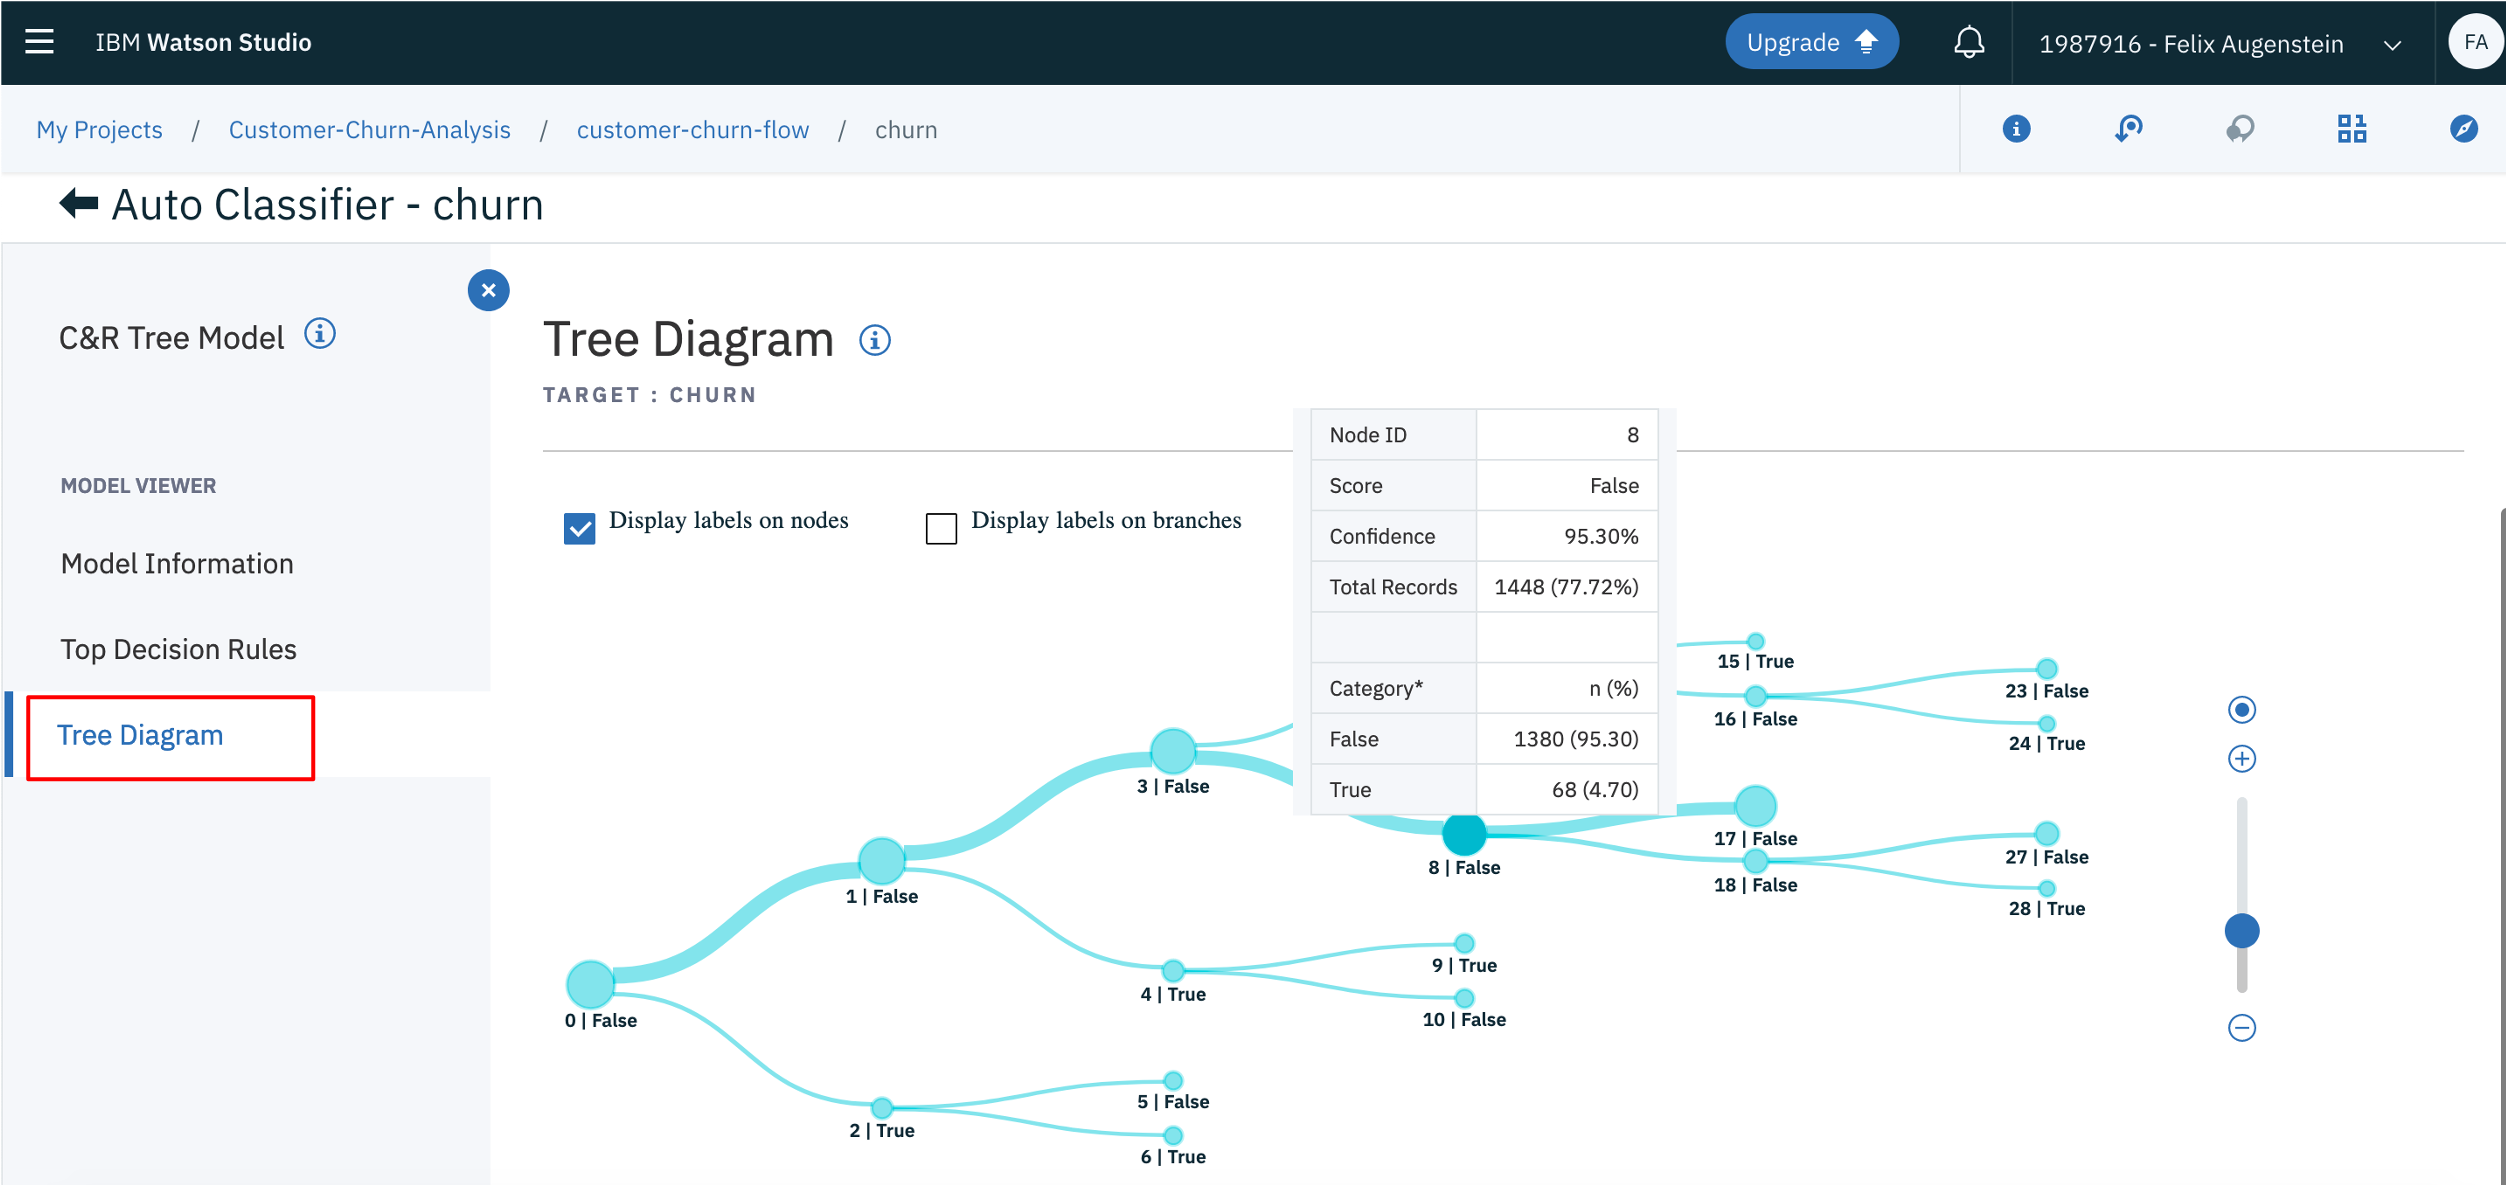 IBM Watson Studio
Upgrade
1987916 - Felix Augenstein
FA
My Projects / Customer-Churn-Analysis / customer-churn-flow / churn
Auto Classifier - churn
C&R Tree Model
MODEL VIEWER
Model Information
Top Decision Rules
Tree Diagram
Tree Diagram
TARGET : CHURN
Display labels on nodes
Display labels on branches
Node ID 8
Score False
Confidence 95.30%
Total Records 1448 (77.72%)
Category* n (%)
False 1380 (95.30)
True 68 (4.70)
0 | False
1 | False
2 | True
3 | False
4 | True
5 | False
6 | True
8 | False
9 | True
10 | False
15 | True
16 | False
17 | False
18 | False
23 | False
24 | True
27 | False
28 | True